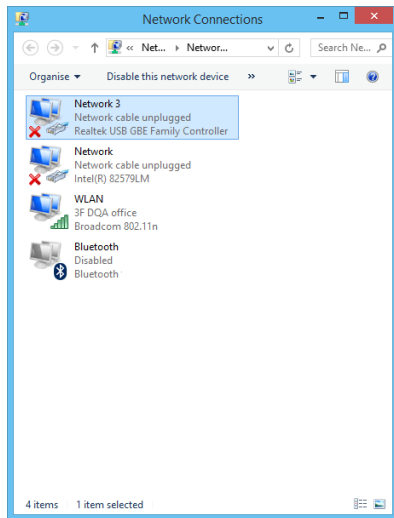 Network Connections
« Net... Networ...
Search Ne...
Organise
Disable this network device
»
Network 3
Network cable unplugged
Realtek USB GBE Family Controller
Network
Network cable unplugged
Intel(R) 82579LM
WLAN
3F DQA office
Broadcom 802.11n
Bluetooth
Disabled
Bluetooth
4 items
1 item selected